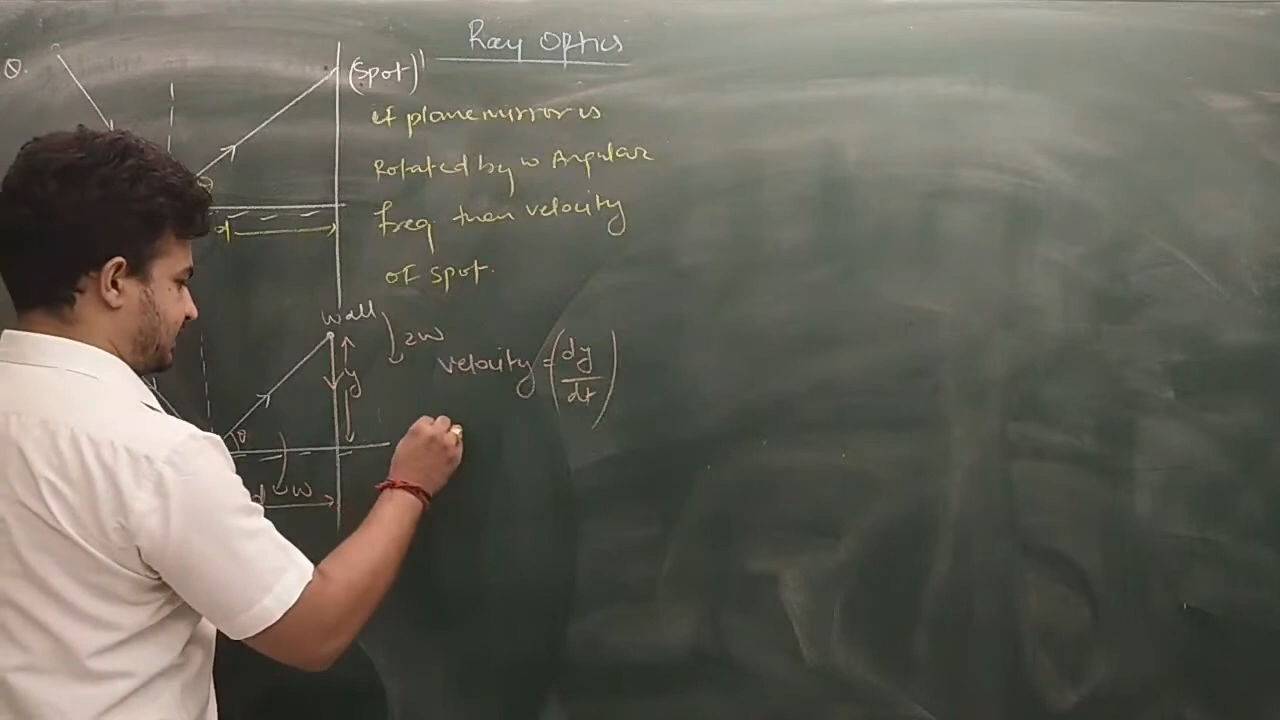 Ray Optics
Q.
(Spot)'
if plane mirror is
Rotated by w Angular
freq. then velocity
of spot.
θ
d
wall
2w
y
velocity = (dy/dt)
θ
w
d